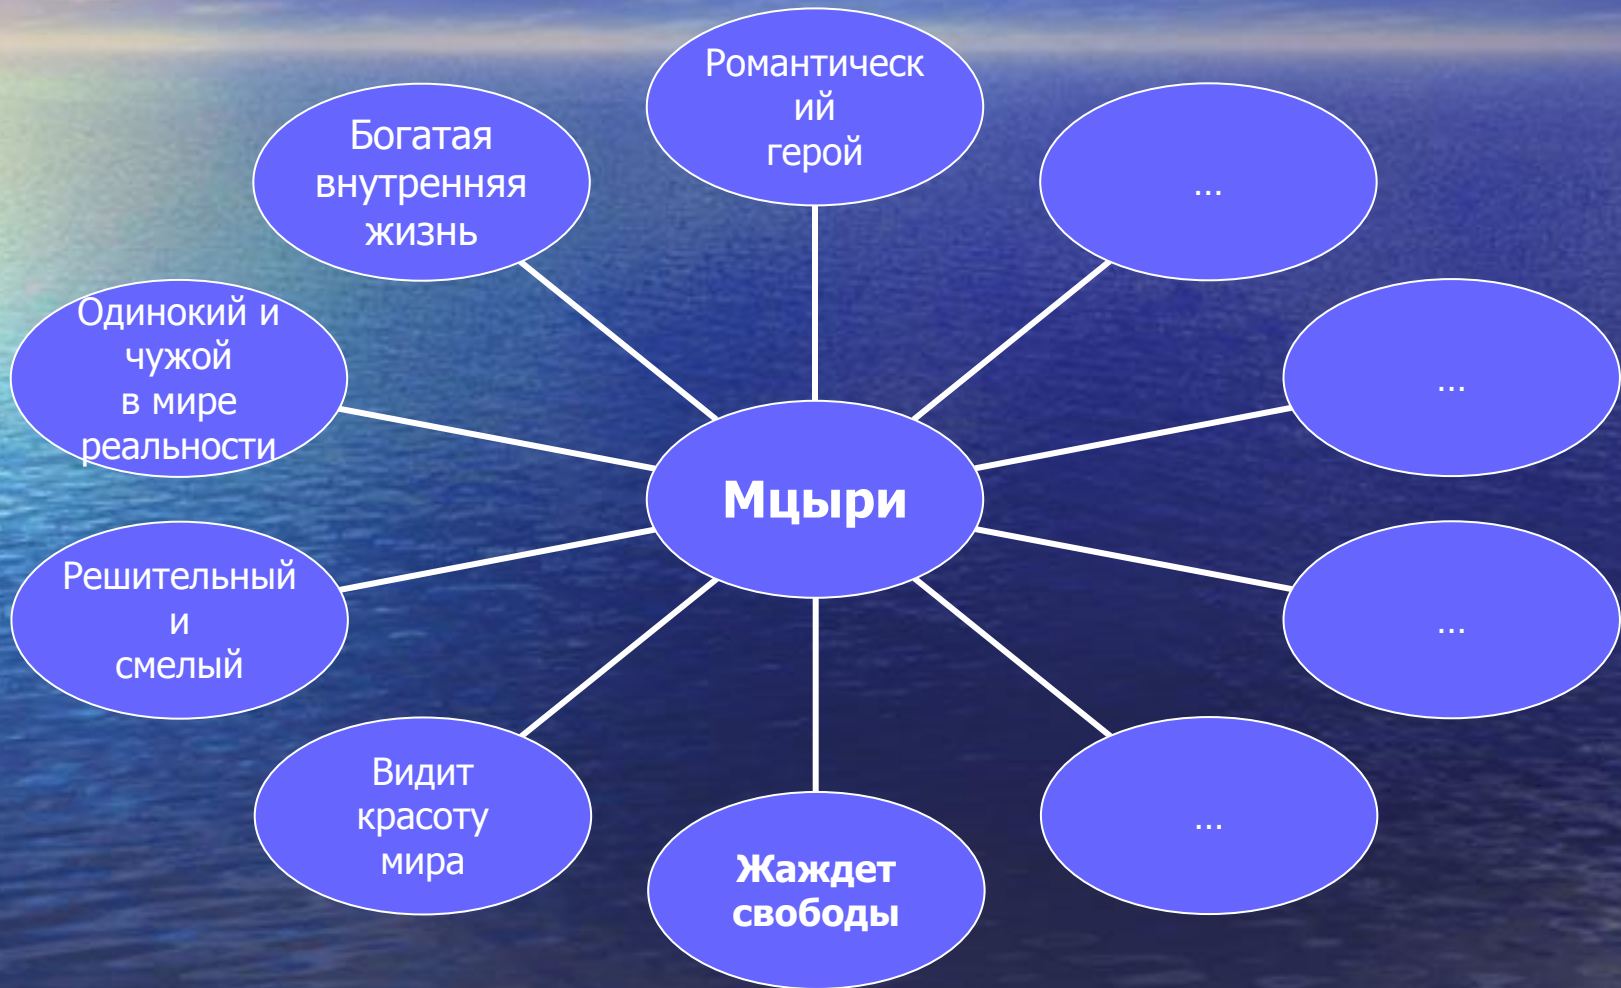 Романтическ
ий
герой
Богатая
внутренняя
жизнь
...
Одинокий и
чужой
в мире
реальности
...
Мцыри
Решительный
и
смелый
...
Видит
красоту
мира
...
Жаждет
свободы